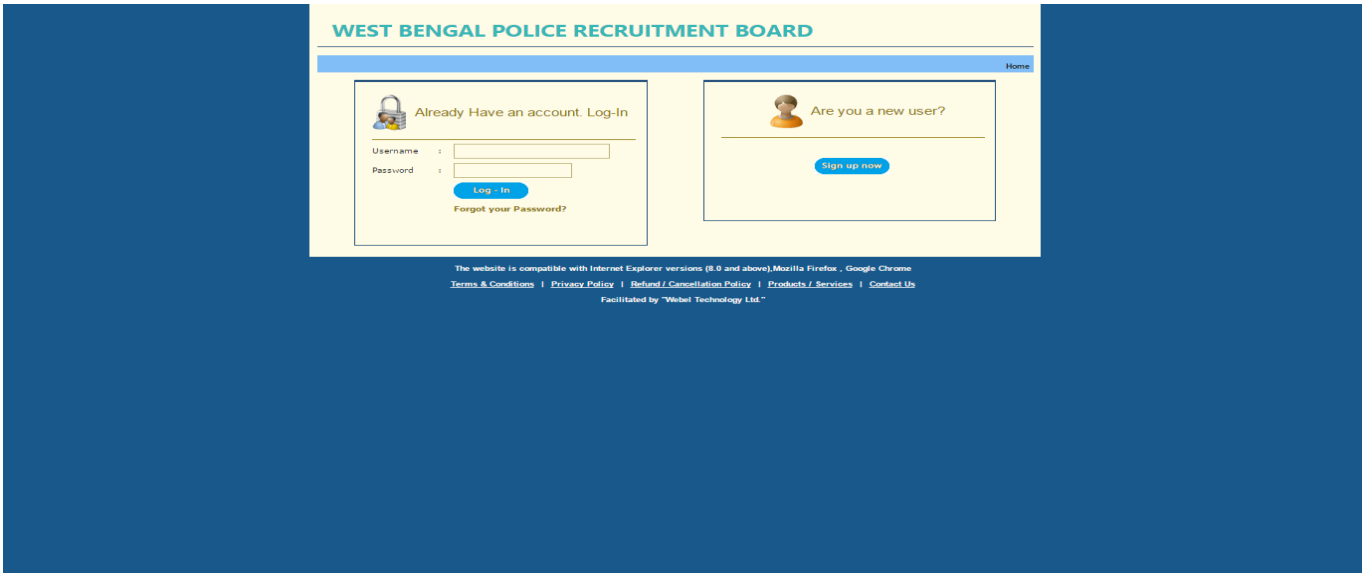 WEST BENGAL POLICE RECRUITMENT BOARD
Home
Already Have an account. Log-In
Username :
Password :
Log - In
Forgot your Password?
Are you a new user?
Sign up now
The website is compatible with Internet Explorer versions (8.0 and above),Mozilla Firefox , Google Chrome
Terms & Conditions | Privacy Policy | Refund / Cancellation Policy | Products / Services | Contact Us
Facilitated by "Webel Technology Ltd."